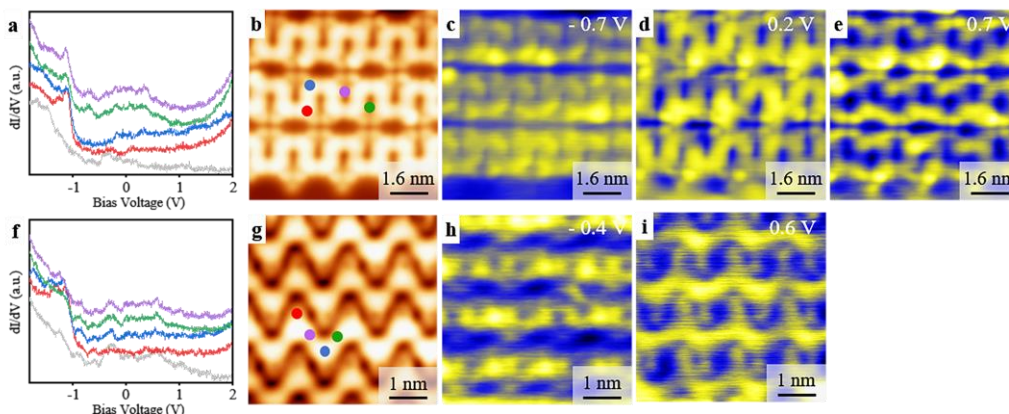 a
dI/dV (a.u.)
-1 0 1 2
Bias Voltage (V)
b
1.6 nm
c
- 0.7 V
1.6 nm
d
0.2 V
1.6 nm
e
0.7 V
1.6 nm
f
dI/dV (a.u.)
-1 0 1 2
Bias Voltage (V)
g
1 nm
h
- 0.4 V
1 nm
i
0.6 V
1 nm